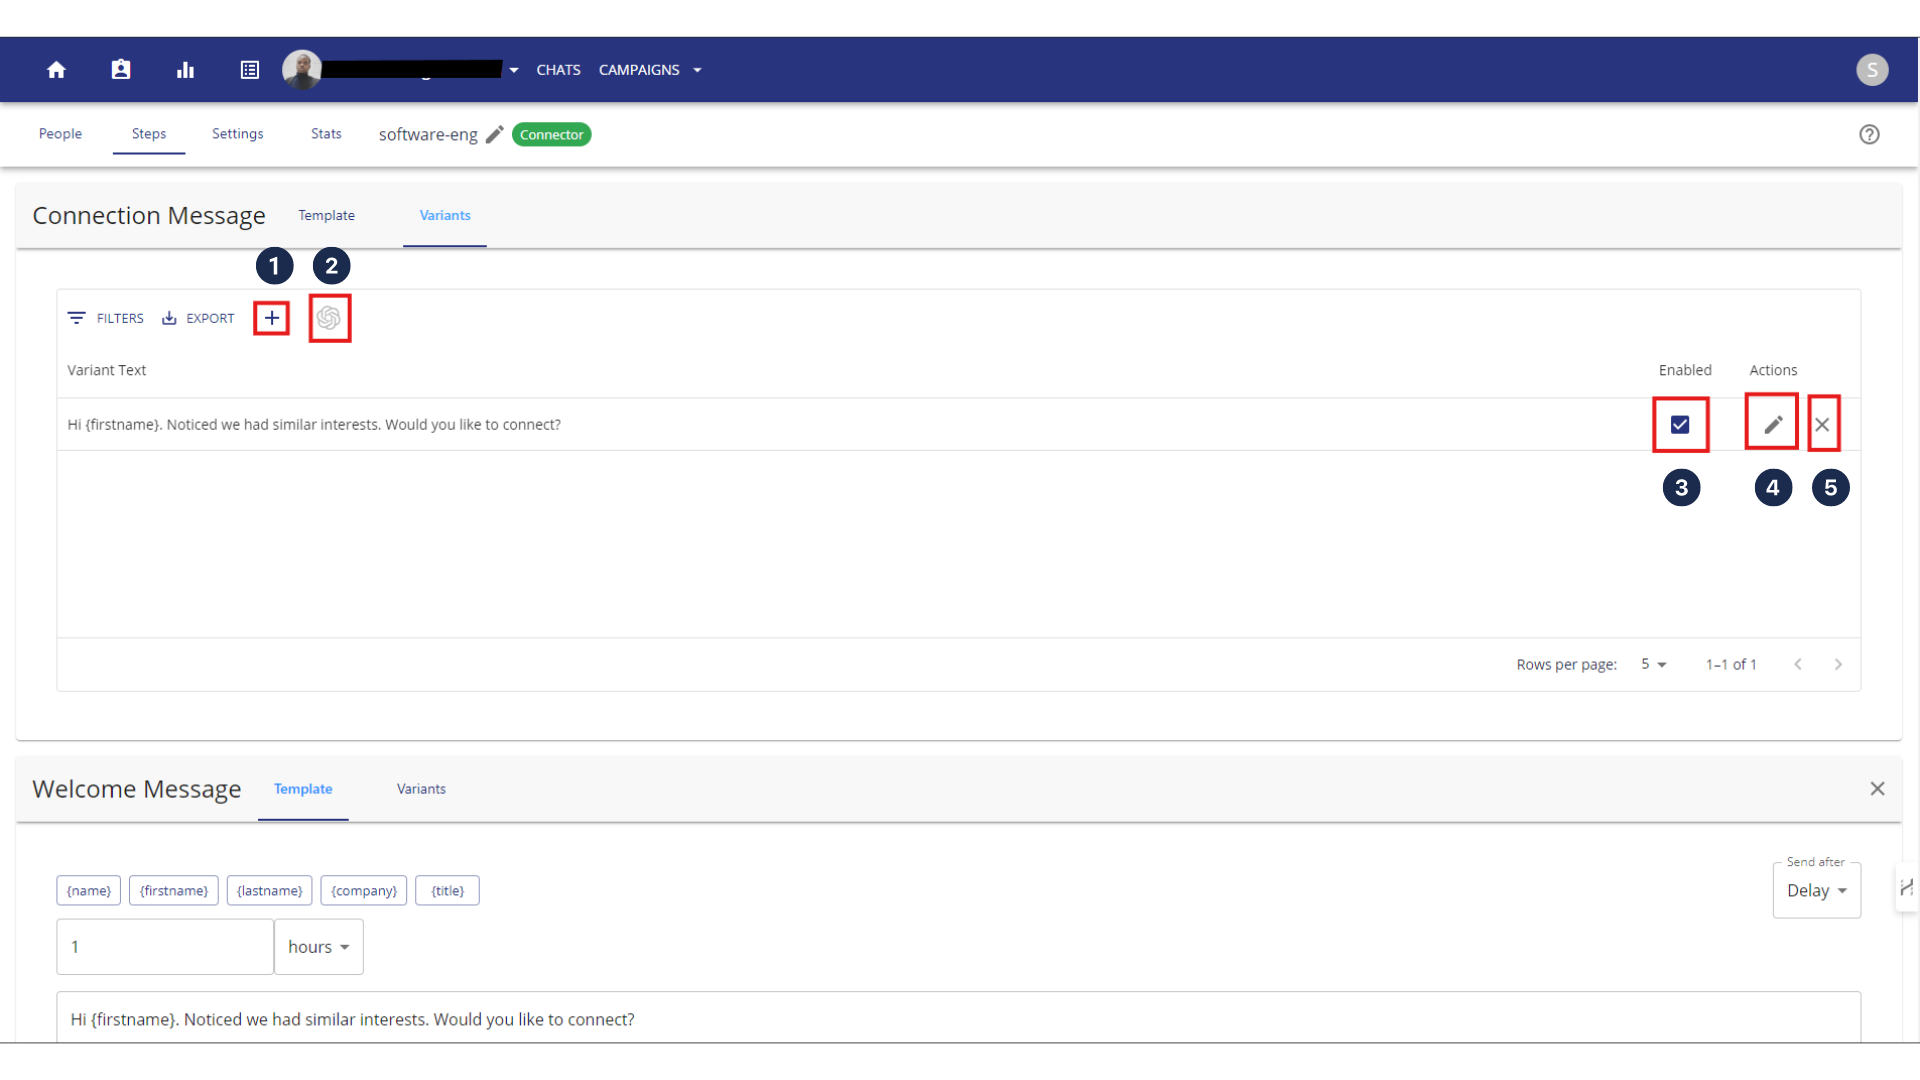 CHATS CAMPAIGNS S
People Steps Settings Stats software-eng Connector
Connection Message Template Variants
1 2
FILTERS EXPORT
Variant Text Enabled Actions
Hi {firstname}. Noticed we had similar interests. Would you like to connect?
3 4 5
Rows per page: 5 1–1 of 1
Welcome Message Template Variants
Send after
{name} {firstname} {lastname} {company} {title} Delay
1 hours
Hi {firstname}. Noticed we had similar interests. Would you like to connect?